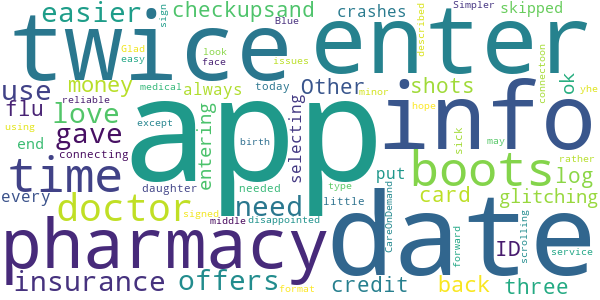 easier
checkupsand
crashes
Simpler
skipped
sign
Blue
described
twice
enter
Glad
easy
look
face
issues
use
money
medical
always
today
Other
shots
minor
connectoon
ok
yhe
flu
reliable
love
app
info
hope
using
except
end
gave
entering
selecting
birth
sick
may
rather
connecting
time
boots
log
every
daughter
needed
type
put
card
glitching
doctor
signed
need
little
middle
disappointed
CareOnDemand
pharmacy
date
ID
scrolling
forward
service
insurance
offers
format
credit
back
three